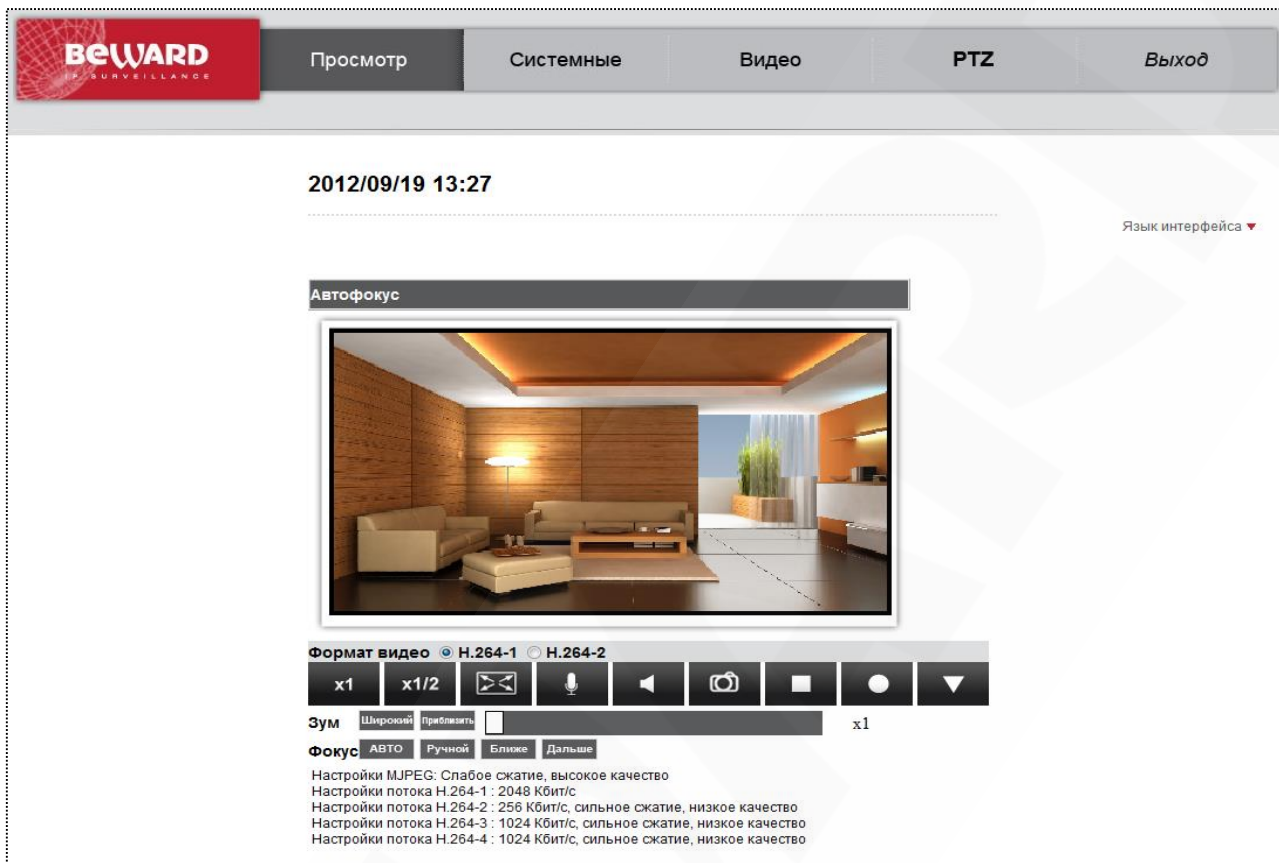 BEWARD
IP SURVEILLANCE
Просмотр Системные Видео PTZ Выход
2012/09/19 13:27
Язык интерфейса
Автофокус
Формат видео H.264-1 H.264-2
x1 x1/2
Зум Широкий Приблизить x1
Фокус АВТО Ручной Ближе Дальше
Настройки MJPEG: Слабое сжатие, высокое качество
Настройки потока H.264-1 : 2048 Кбит/с
Настройки потока H.264-2 : 256 Кбит/с, сильное сжатие, низкое качество
Настройки потока H.264-3 : 1024 Кбит/с, сильное сжатие, низкое качество
Настройки потока H.264-4 : 1024 Кбит/с, сильное сжатие, низкое качество